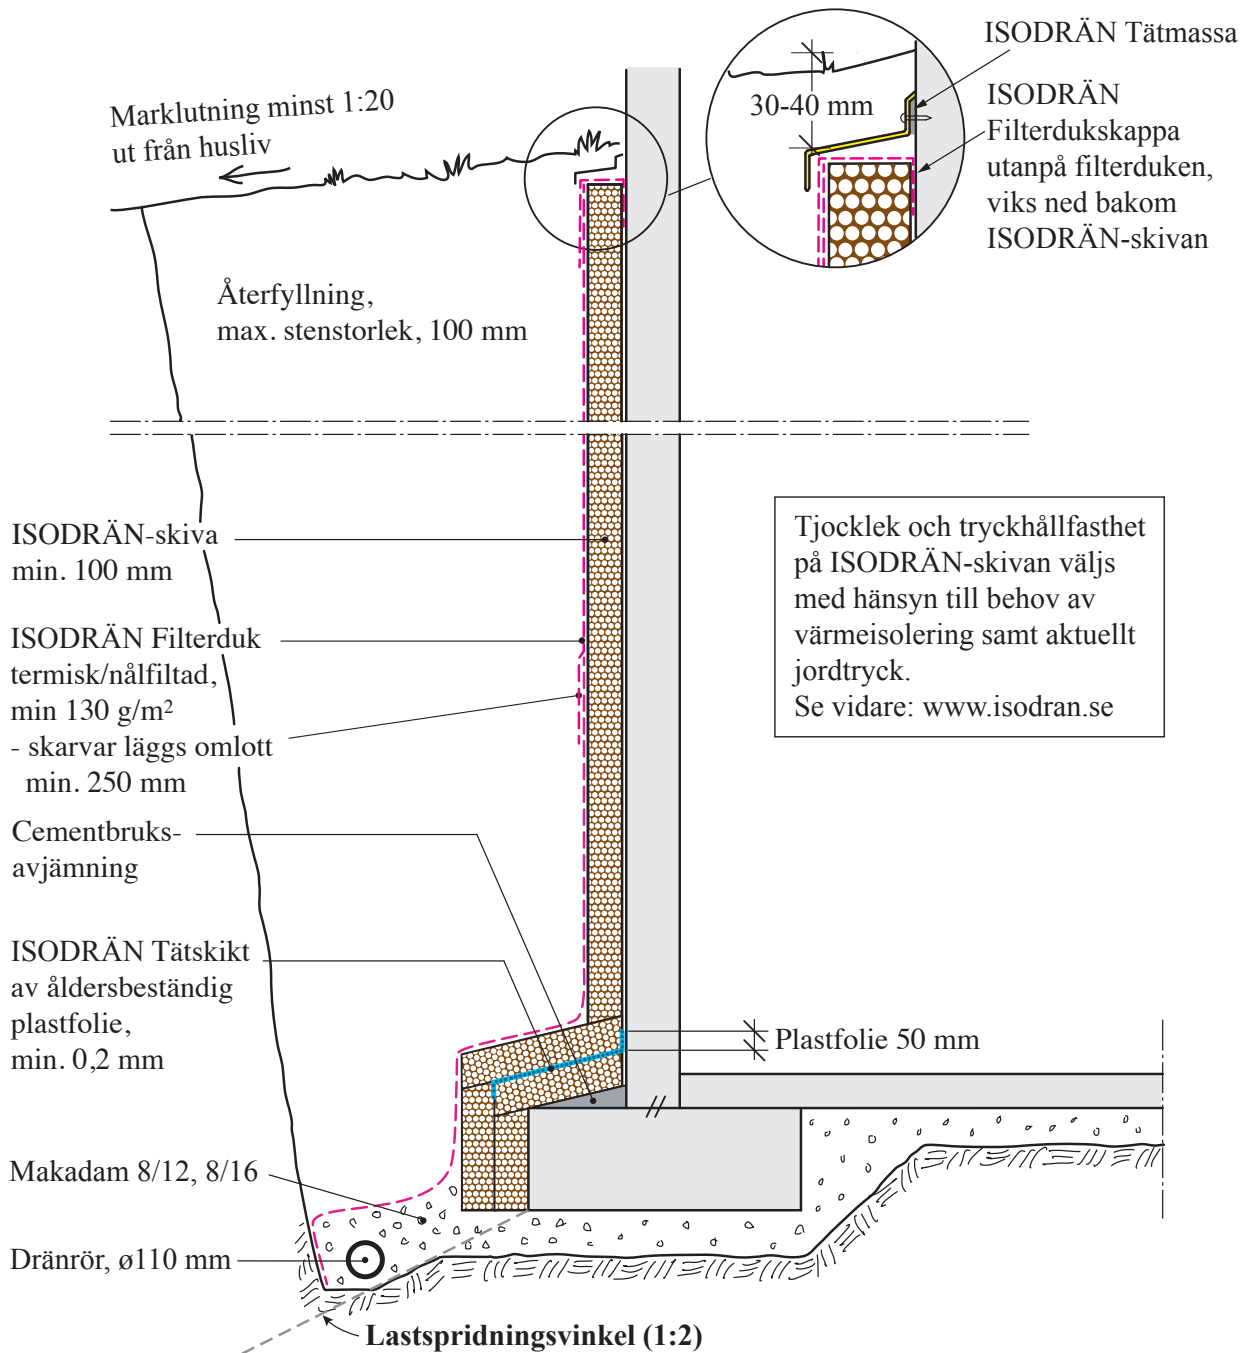 ISODRÄN Tätmassa
30-40 mm
ISODRÄN
Filterdukskappa
utanpå filterduken,
viks ned bakom
ISODRÄN-skivan
Marklutning minst 1:20
ut från husliv
Återfyllning,
max. stenstorlek, 100 mm
ISODRÄN-skiva
min. 100 mm
Tjocklek och tryckhållfasthet
på ISODRÄN-skivan väljs
med hänsyn till behov av
värmeisolering samt aktuellt
jordtryck.
Se vidare: www.isodran.se
ISODRÄN Filterduk
termisk/nålfiltad,
min 130 g/m²
- skarvar läggs omlott
min. 250 mm
Cementbruks-
avjämning
ISODRÄN Tätskikt
av åldersbeständig
plastfolie,
min. 0,2 mm
Plastfolie 50 mm
Makadam 8/12, 8/16
Dränrör, ø110 mm
Lastspridningsvinkel (1:2)